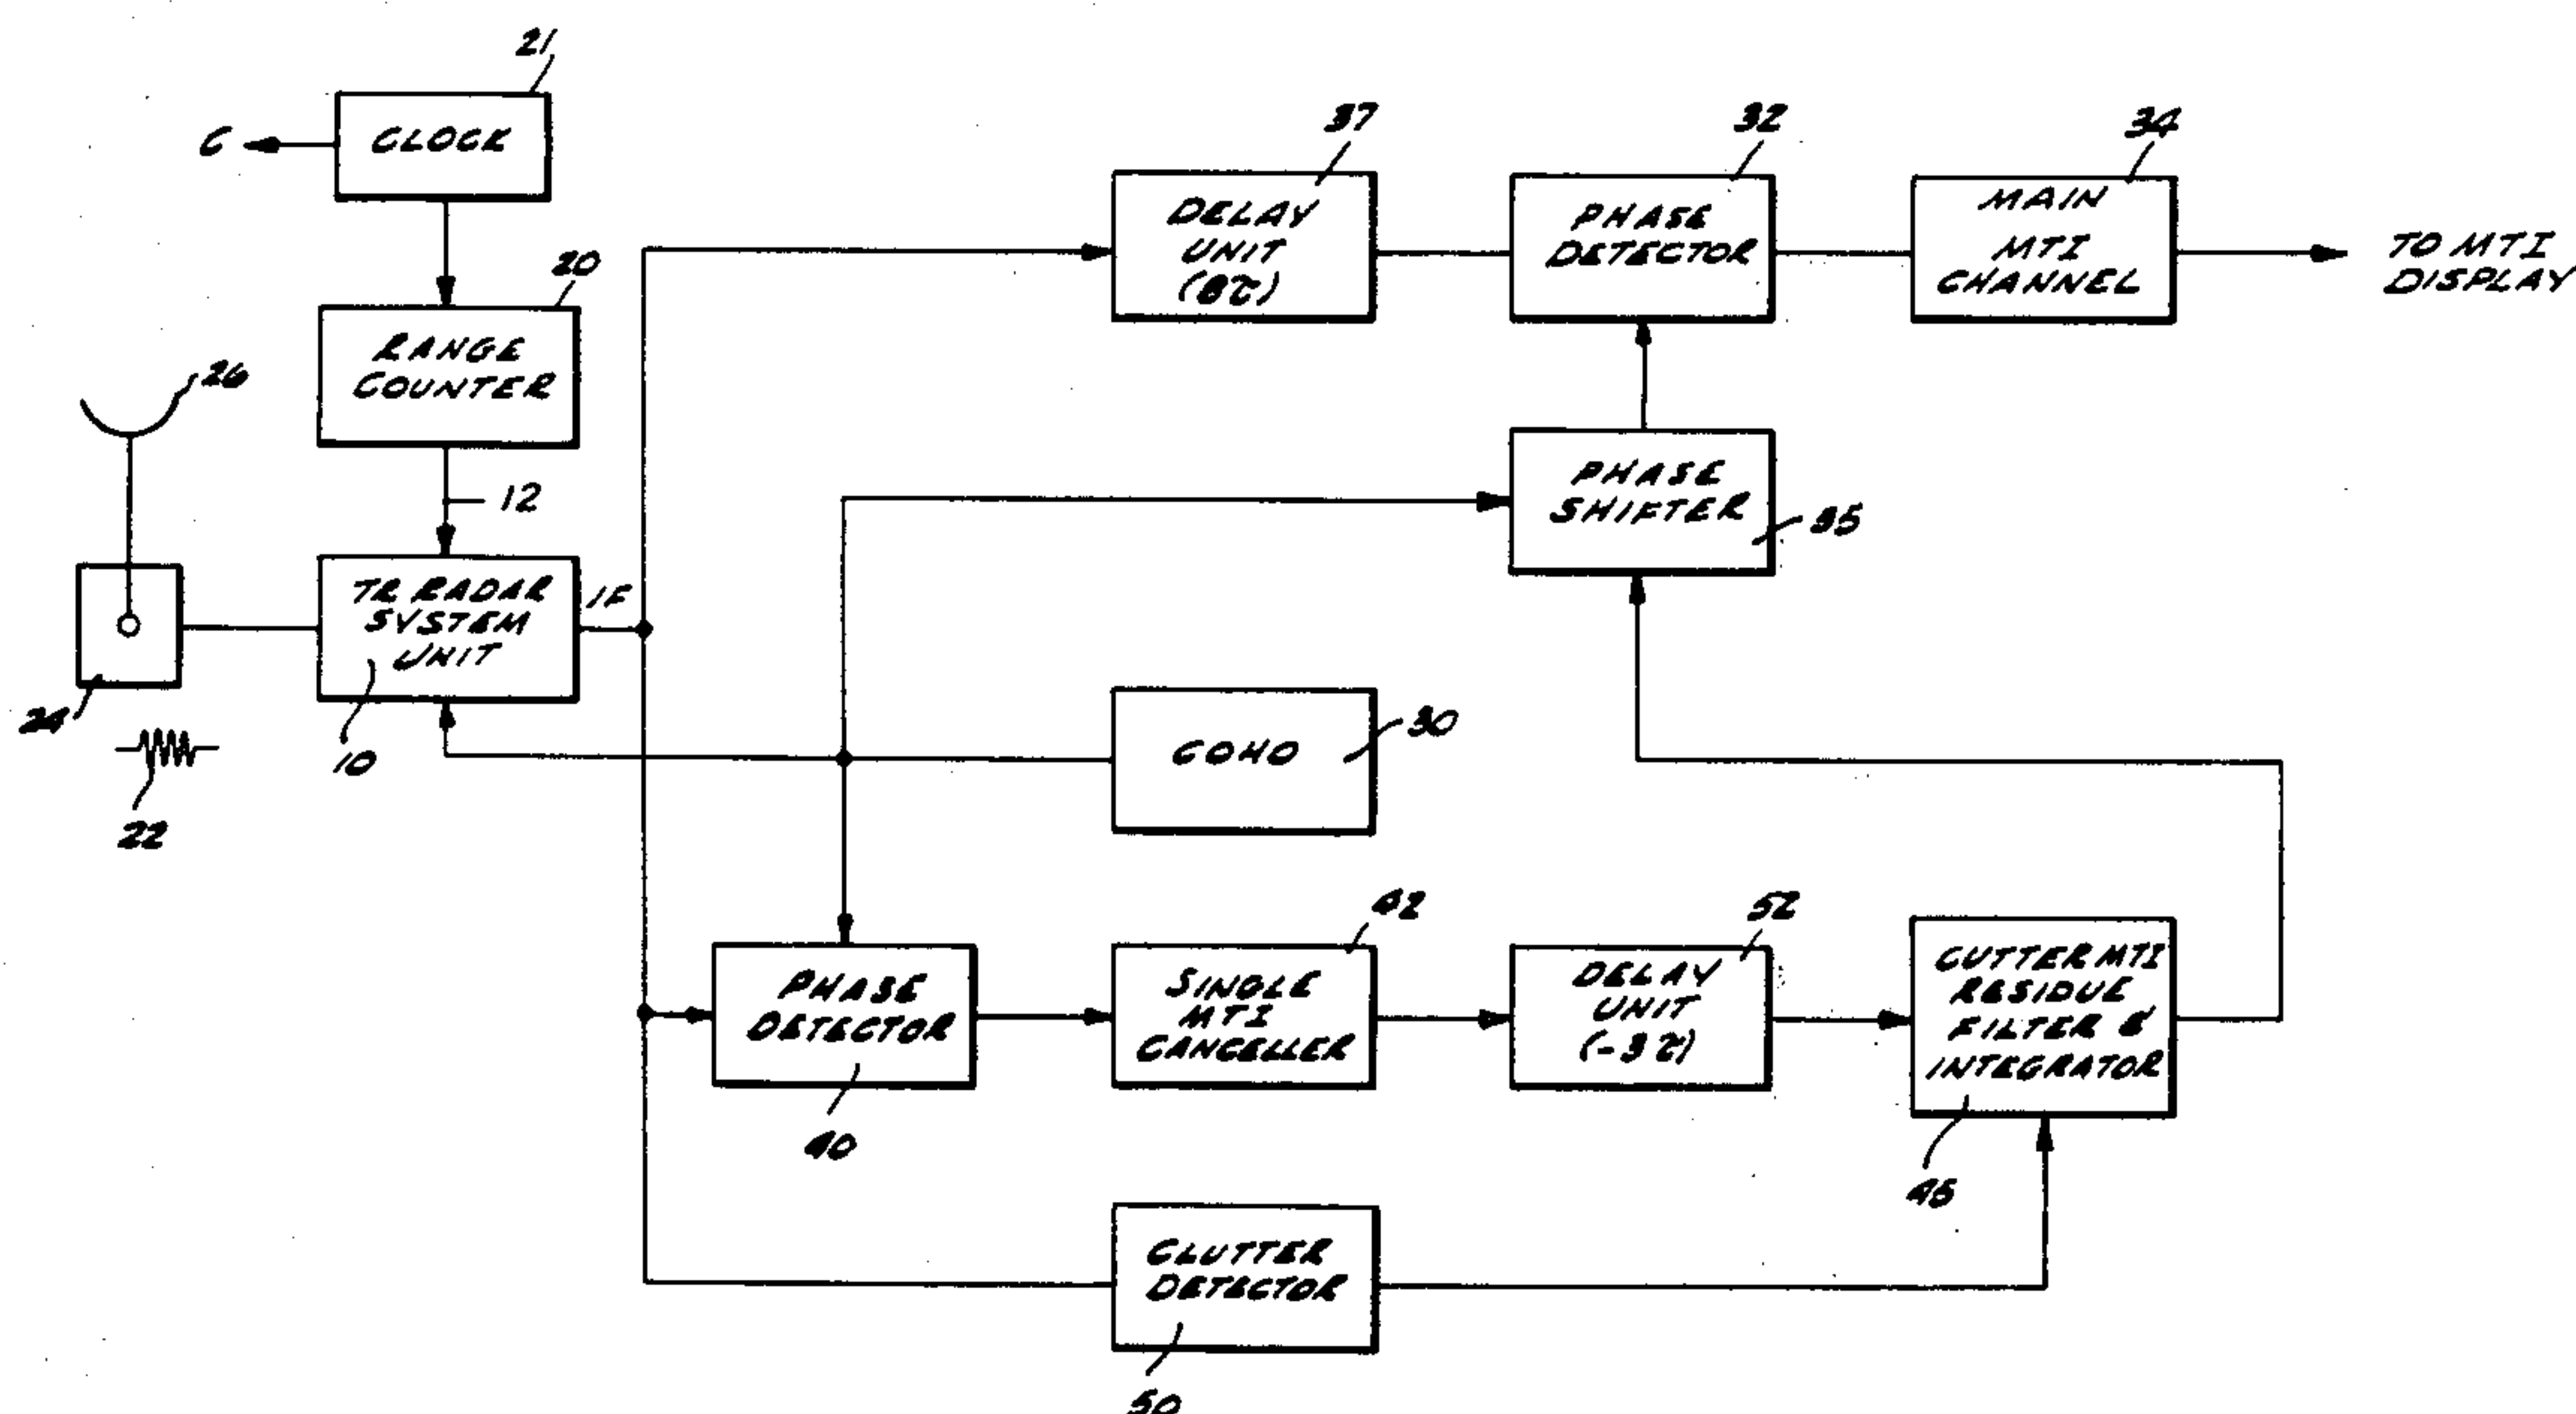 21
CLOCK
C
20
RANGE
COUNTER
12
26
24
22
TR RADAR
SYSTEM
UNIT
10
IF
37
DELAY
UNIT
(8τ)
32
PHASE
DETECTOR
34
MAIN
MTI
CHANNEL
TO MTI
DISPLAY
PHASE
SHIFTER
35
COHO
30
PHASE
DETECTOR
40
42
SINGLE
MTI
CANCELLER
52
DELAY
UNIT
(-3τ)
CUTTER MTI
RESIDUE
FILTER &
INTEGRATOR
45
CLUTTER
DETECTOR
50